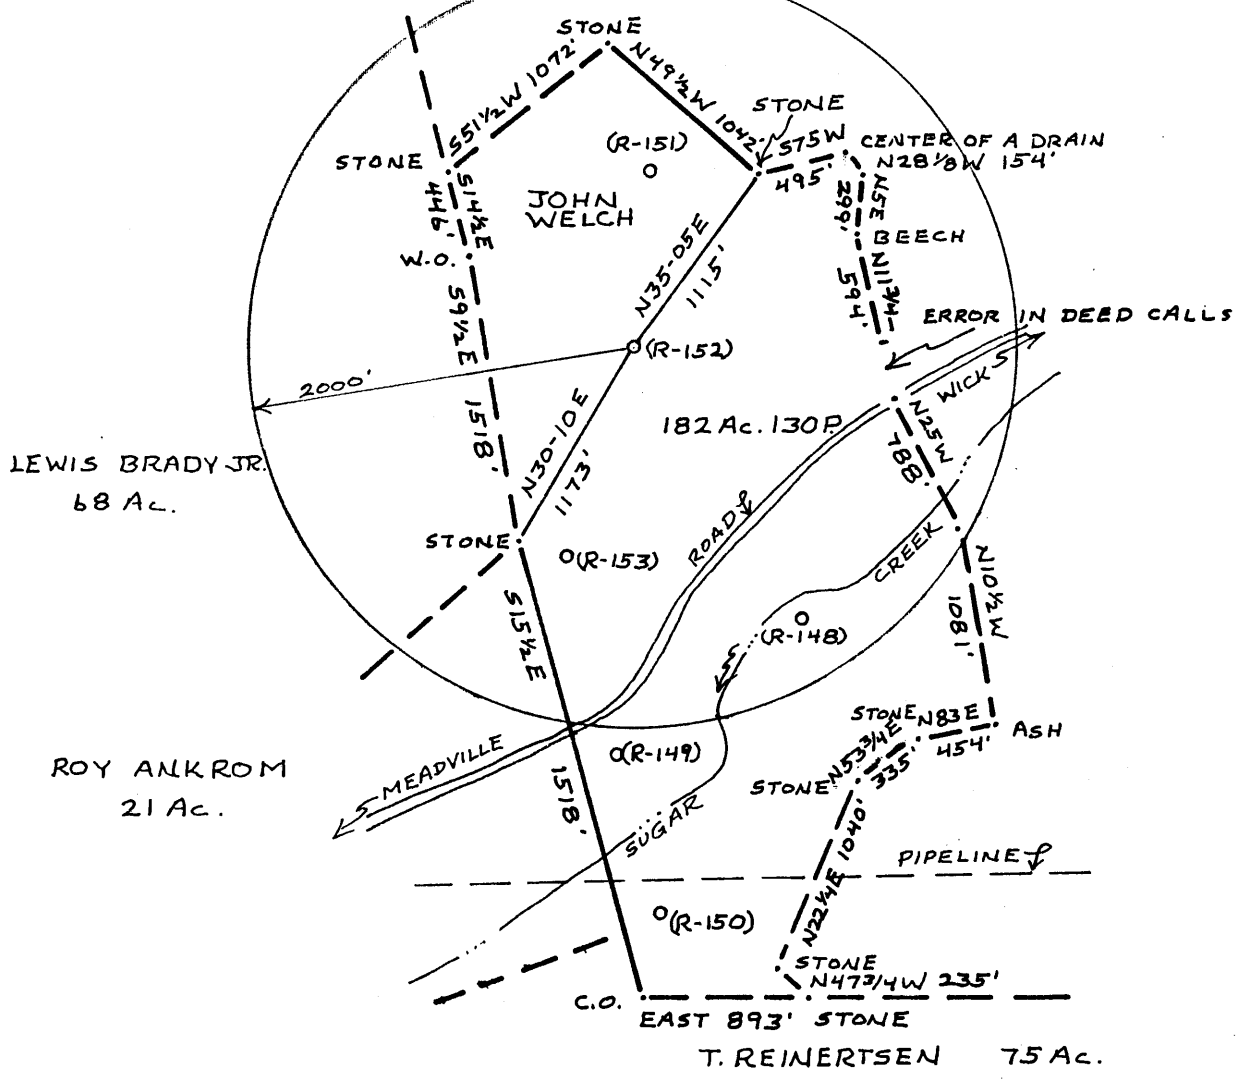 STONE
S51½W 1072'
N49½W 1042'
STONE
(R-151)
S75W
495'
CENTER OF A DRAIN
N28⅛W 154'
STONE
S14½E
446'
JOHN
WELCH
N5E
299'
BEECH
W.O.
N35-05E
1115'
N11¾-
594'
ERROR IN DEED CALLS
S9½E 1518'
(R-152)
2000'
WICKS
N30-10E
1173'
182 Ac. 130P.
N25W
788'
LEWIS BRADY JR.
68 Ac.
ROAD
STONE
(R-153)
CREEK
N10½W
1081'
S15½E
1518'
(R-148)
STONE
N83E
454'
ASH
MEADVILLE
(R-149)
N53¾E
335'
STONE
ROY ANKROM
21 Ac.
SUGAR
N22¼E 1040'
PIPELINE
(R-150)
STONE
N47¾W 235'
C.O.
EAST 893' STONE
T. REINERTSEN 75 Ac.